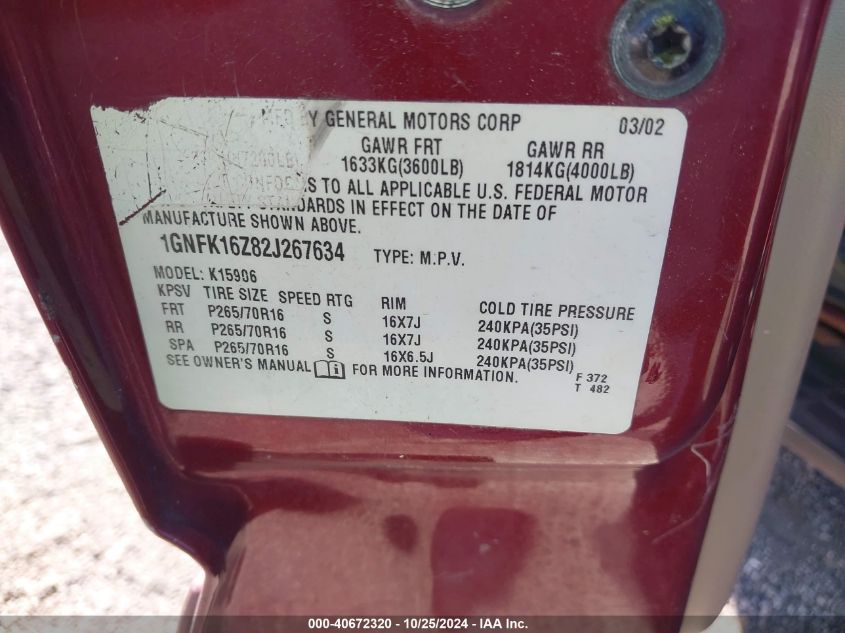 BY GENERAL MOTORS CORP 03/02
GAWR FRT GAWR RR
1633KG(3600LB) 1814KG(4000LB)
TO ALL APPLICABLE U.S. FEDERAL MOTOR
STANDARDS IN EFFECT ON THE DATE OF
MANUFACTURE SHOWN ABOVE.
1GNFK16Z82J267634 TYPE: M.P.V.
MODEL: K15906
KPSV TIRE SIZE SPEED RTG RIM COLD TIRE PRESSURE
FRT P265/70R16 S 16X7J 240KPA(35PSI)
RR P265/70R16 S 16X7J 240KPA(35PSI)
SPA P265/70R16 S 16X6.5J 240KPA(35PSI)
SEE OWNER'S MANUAL FOR MORE INFORMATION.
F 372
T 482
000-40672320 - 10/25/2024 - IAA Inc.